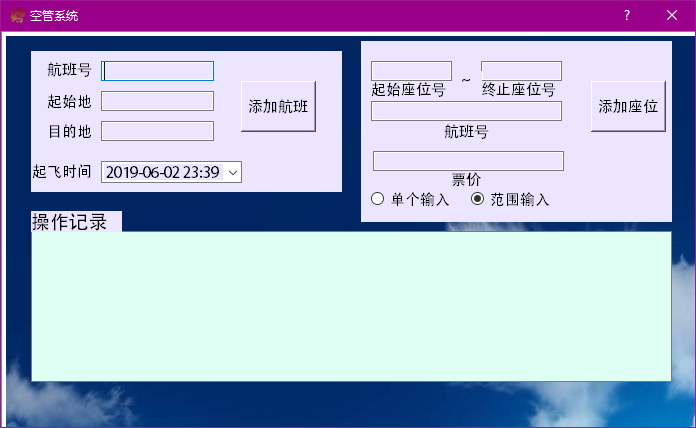 空管系统
航班号
起始地
目的地
起飞时间 2019-06-02 23:39
添加航班
~
起始座位号 终止座位号
航班号
票价
单个输入 范围输入
添加座位
操作记录